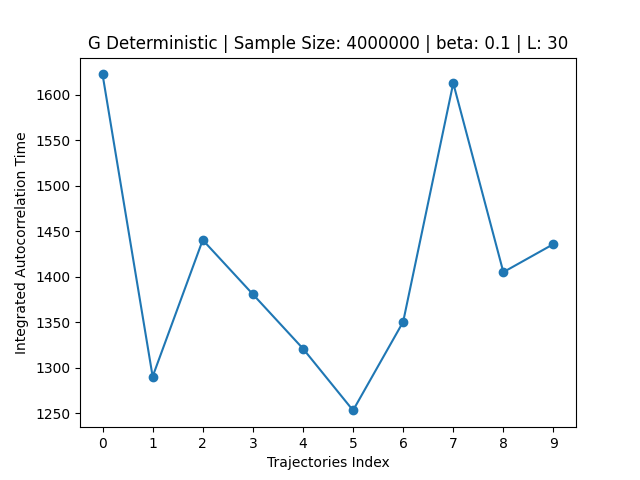 G Deterministic | Sample Size: 4000000 | beta: 0.1 | L: 30
Integrated Autocorrelation Time
1600
1550
1500
1450
1400
1350
1300
1250
0 1 2 3 4 5 6 7 8 9
Trajectories Index